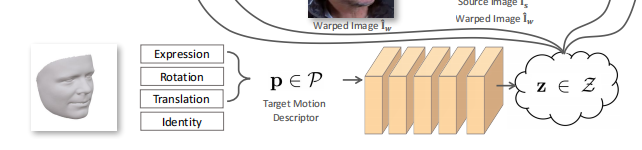 Source Image I_s
Warped Image Î_w
Warped Image Î_w
Expression
Rotation
Translation
Identity
p ∈ 𝒫
Target Motion
Descriptor
z ∈ 𝒵